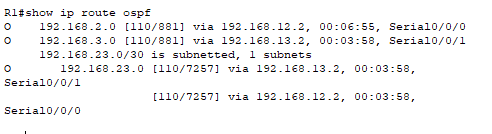 R1#show ip route ospf
O    192.168.2.0 [110/881] via 192.168.12.2, 00:06:55, Serial0/0/0
O    192.168.3.0 [110/881] via 192.168.13.2, 00:03:58, Serial0/0/1
     192.168.23.0/30 is subnetted, 1 subnets
O       192.168.23.0 [110/7257] via 192.168.13.2, 00:03:58,
Serial0/0/1
                     [110/7257] via 192.168.12.2, 00:03:58,
Serial0/0/0